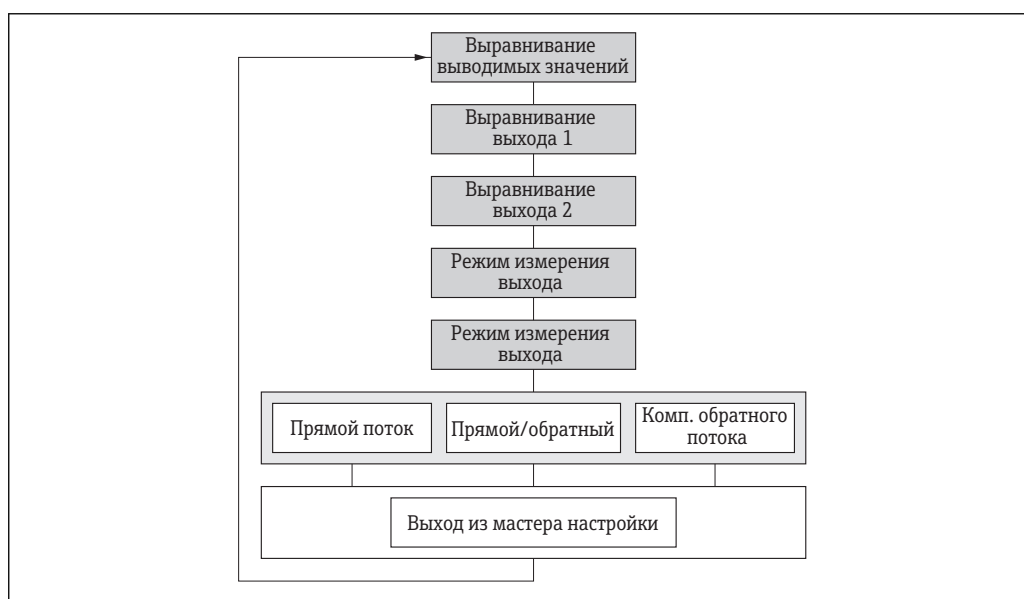 Выравнивание
выводимых значений
Выравнивание
выхода 1
Выравнивание
выхода 2
Режим измерения
выхода
Режим измерения
выхода
Прямой поток
Прямой/обратный
Комп. обратного
потока
Выход из мастера настройки